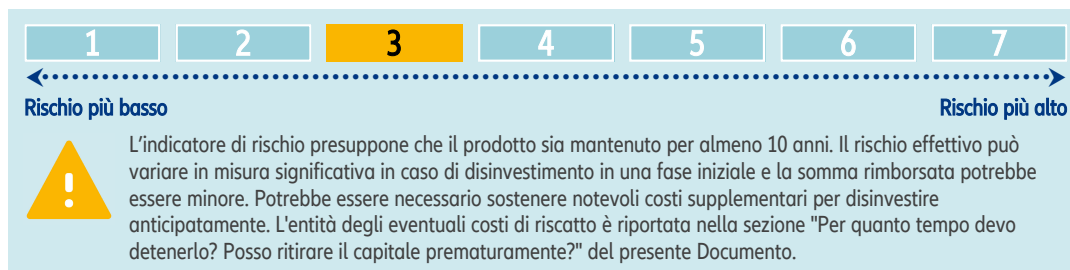 1 2 3 4 5 6 7
Rischio più basso Rischio più alto
L'indicatore di rischio presuppone che il prodotto sia mantenuto per almeno 10 anni. Il rischio effettivo può
variare in misura significativa in caso di disinvestimento in una fase iniziale e la somma rimborsata potrebbe
essere minore. Potrebbe essere necessario sostenere notevoli costi supplementari per disinvestire
anticipatamente. L'entità degli eventuali costi di riscatto è riportata nella sezione "Per quanto tempo devo
detenerlo? Posso ritirare il capitale prematuramente?" del presente Documento.